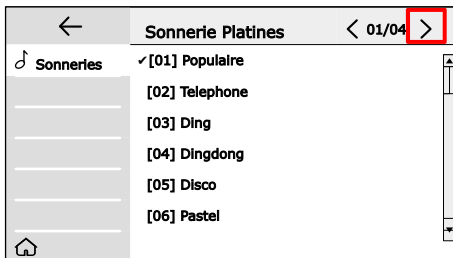 Sonnerie Platines
01/04
Sonneries
✓[01] Populaire
[02] Telephone
[03] Ding
[04] Dingdong
[05] Disco
[06] Pastel